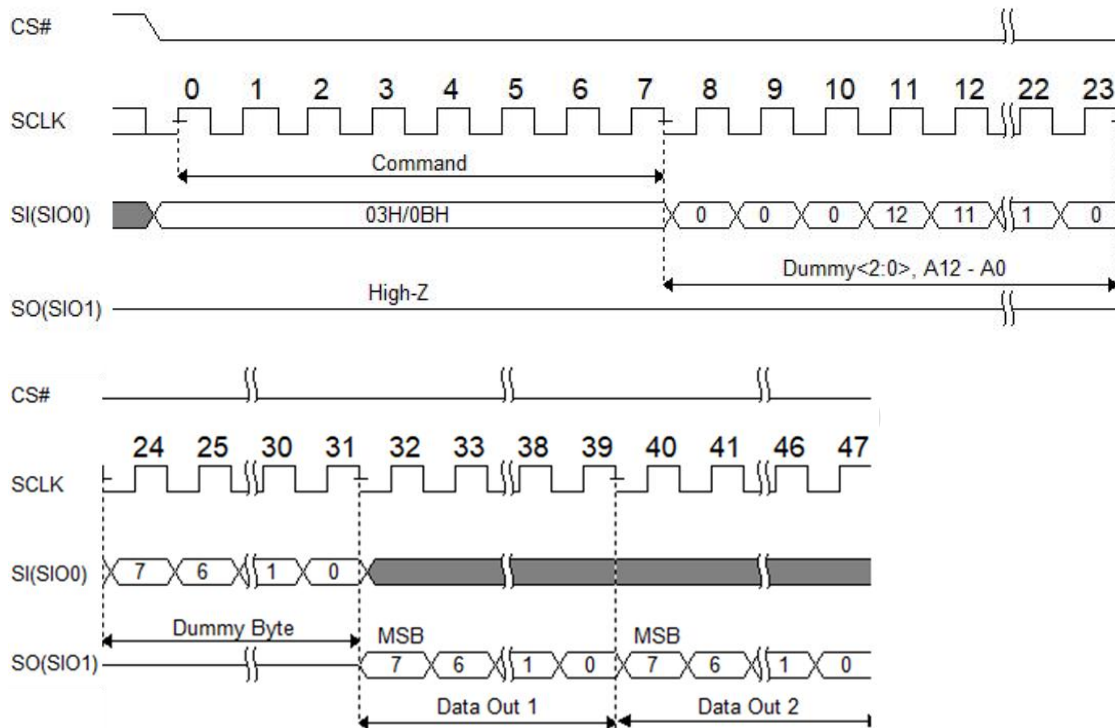 CS#
0 1 2 3 4 5 6 7 8 9 10 11 12 22 23
SCLK
Command
SI(SIO0) 03H/0BH 0 0 0 12 11 1 0
Dummy<2:0>, A12 - A0
High-Z
SO(SIO1)
CS#
24 25 30 31 32 33 38 39 40 41 46 47
SCLK
SI(SIO0) 7 6 1 0
Dummy Byte MSB MSB
SO(SIO1) 7 6 1 0 7 6 1 0
Data Out 1 Data Out 2